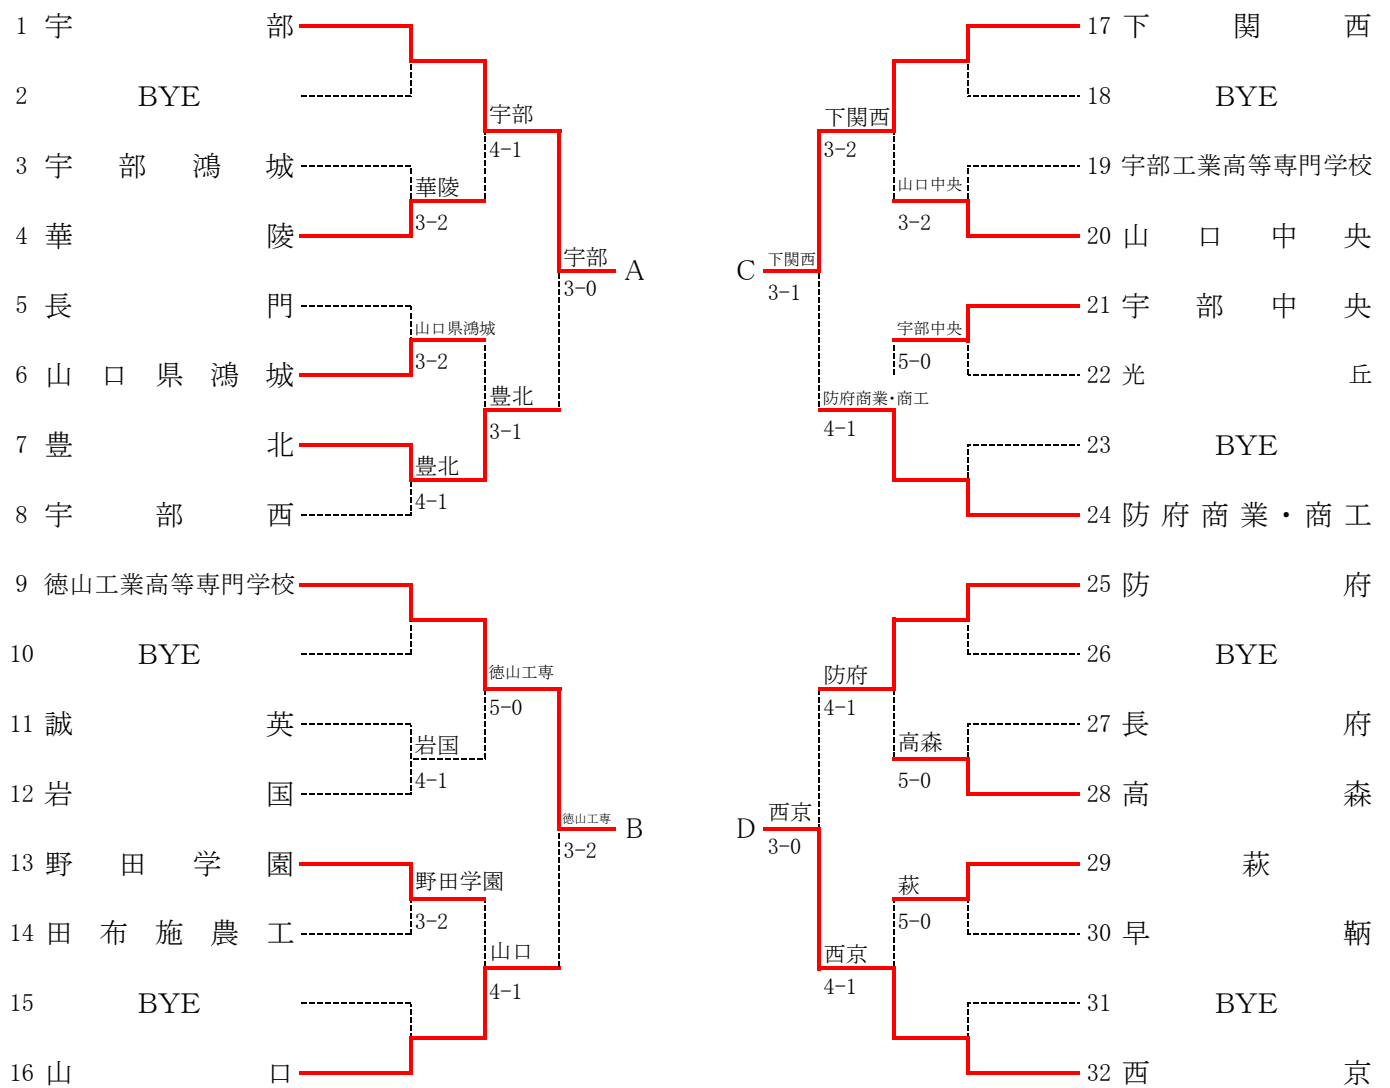 1 宇部
2 BYE
宇部
4-1
3 宇部鴻城
華陵
3-2
4 華陵
宇部
3-0
A
5 長門
山口県鴻城
3-2
6 山口県鴻城
豊北
3-1
7 豊北
豊北
4-1
8 宇部西
9 徳山工業高等専門学校
10 BYE
徳山工専
5-0
11 誠英
岩国
4-1
12 岩国
徳山工専
3-2
B
13 野田学園
野田学園
3-2
14 田布施農工
山口
4-1
15 BYE
16 山口
17 下関西
18 BYE
下関西
3-2
19 宇部工業高等専門学校
山口中央
3-2
20 山口中央
C
下関西
3-1
21 宇部中央
宇部中央
5-0
22 光丘
防府商業・商工
4-1
23 BYE
24 防府商業・商工
25 防府
26 BYE
防府
4-1
27 長府
高森
5-0
28 高森
D
西京
3-0
29 萩
萩
5-0
30 早鞆
西京
4-1
31 BYE
32 西京